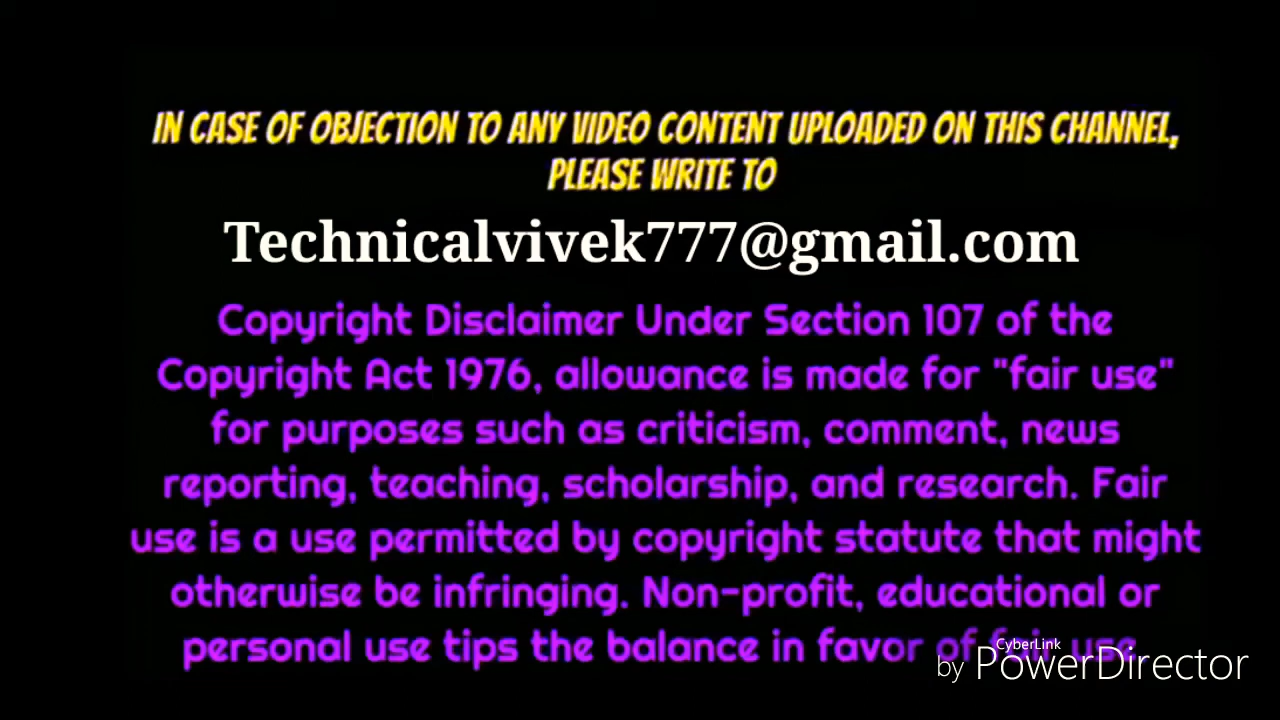 IN CASE OF OBJECTION TO ANY VIDEO CONTENT UPLOADED ON THIS CHANNEL,
PLEASE WRITE TO
Technicalvivek777@gmail.com
Copyright Disclaimer Under Section 107 of the
Copyright Act 1976, allowance is made for "fair use"
for purposes such as criticism, comment, news
reporting, teaching, scholarship, and research. Fair
use is a use permitted by copyright statute that might
otherwise be infringing. Non-profit, educational or
personal use tips the balance in favor of fair use.
CyberLink
by PowerDirector